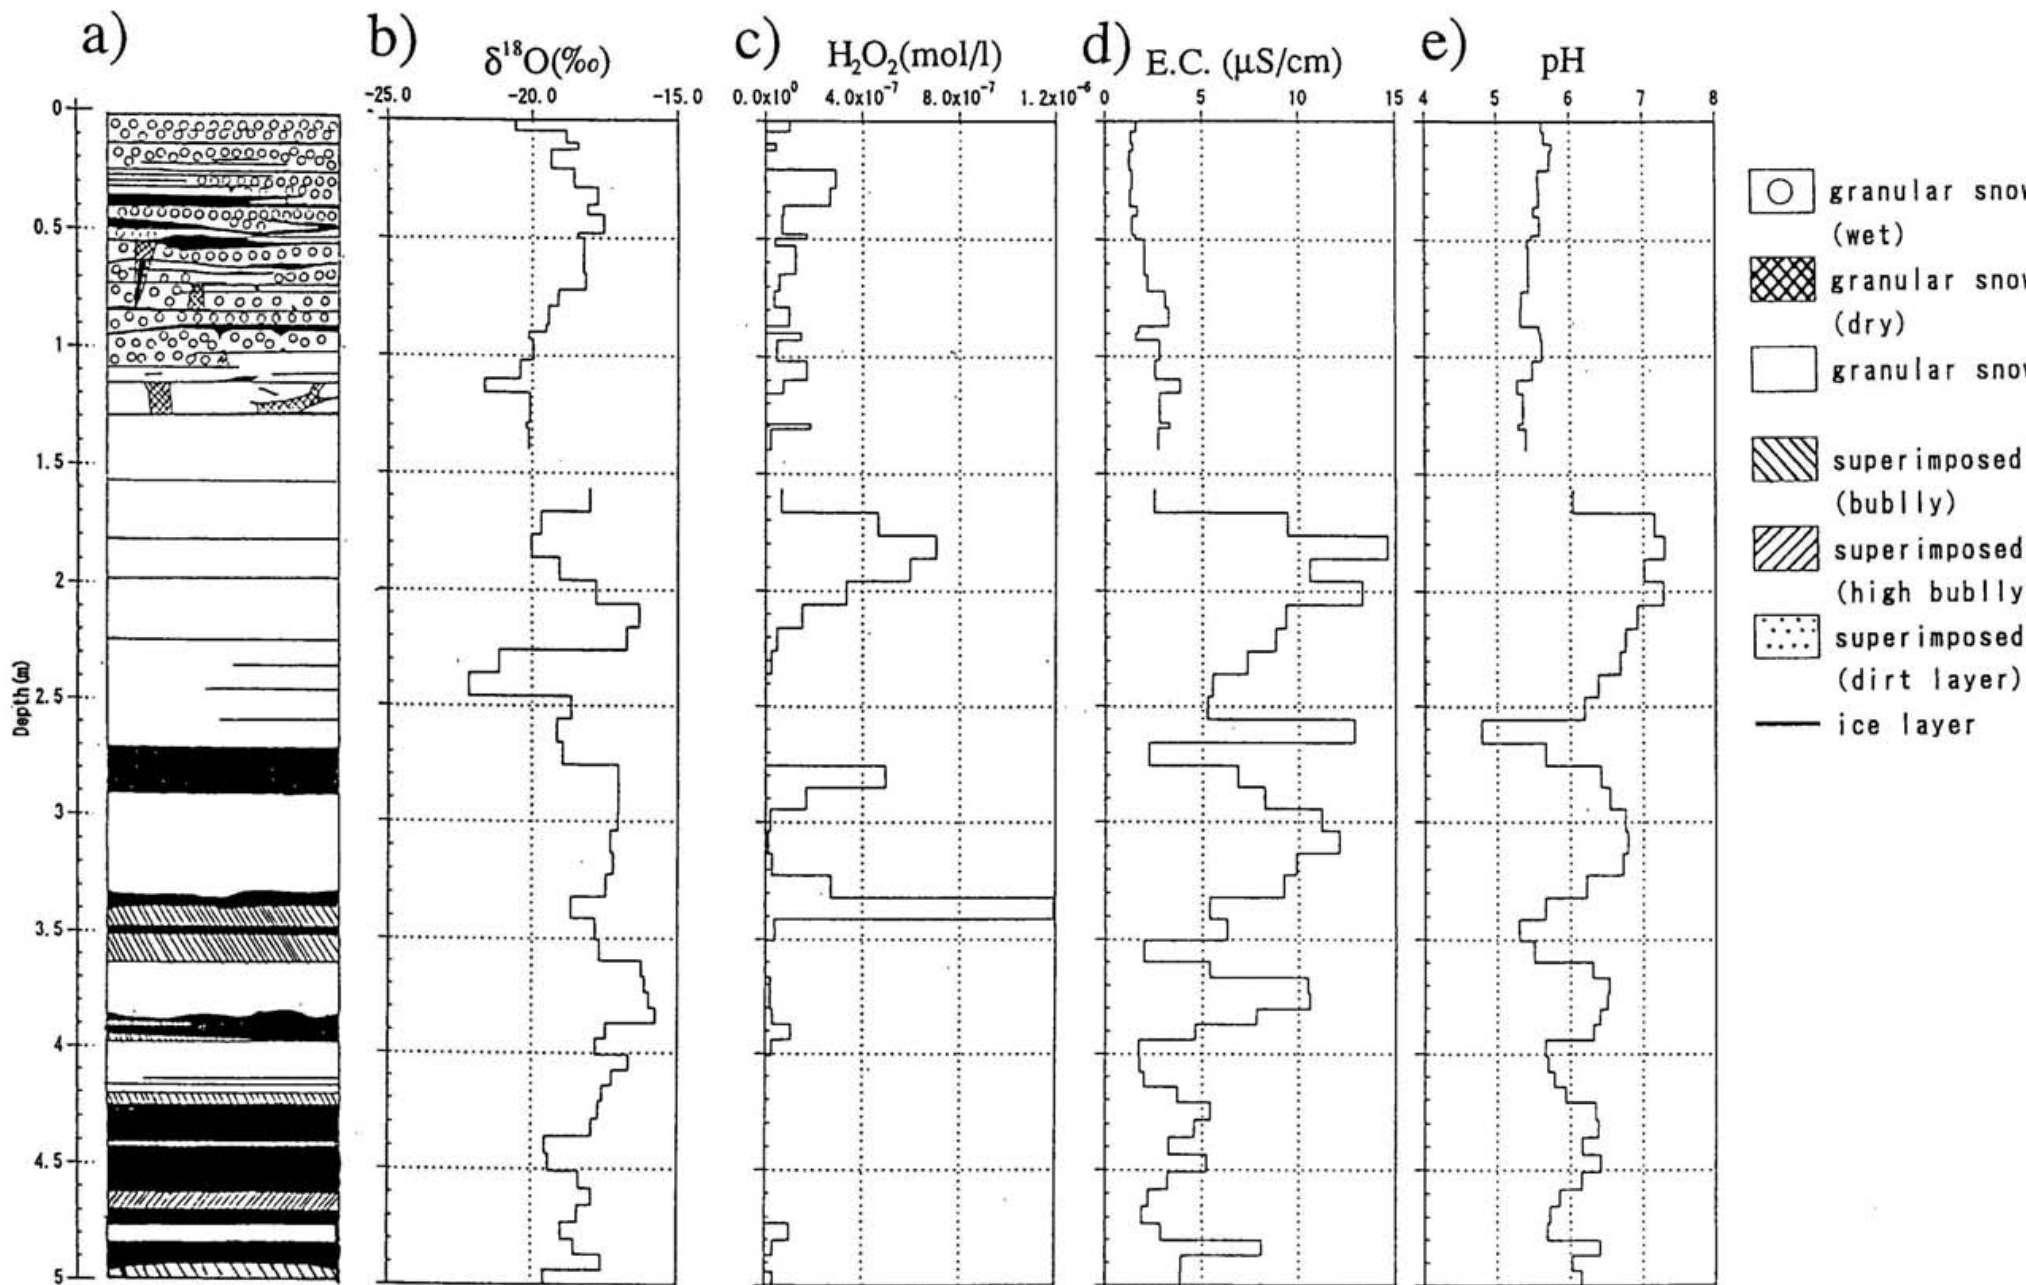 a)
b)
δ¹⁸O(‰)
-25.0 -20.0 -15.0
c)
H₂O₂(mol/l)
0.0x10⁰ 4.0x10⁻⁷ 8.0x10⁻⁷ 1.2x10⁻⁶
d)
E.C. (μS/cm)
0 5 10 15
e)
pH
4 5 6 7 8
Depth(m)
0
0.5
1
1.5
2
2.5
3
3.5
4
4.5
5
granular snow
(wet)
granular snow
(dry)
granular snow
superimposed
(bublly)
superimposed
(high bublly
superimposed
(dirt layer)
ice layer